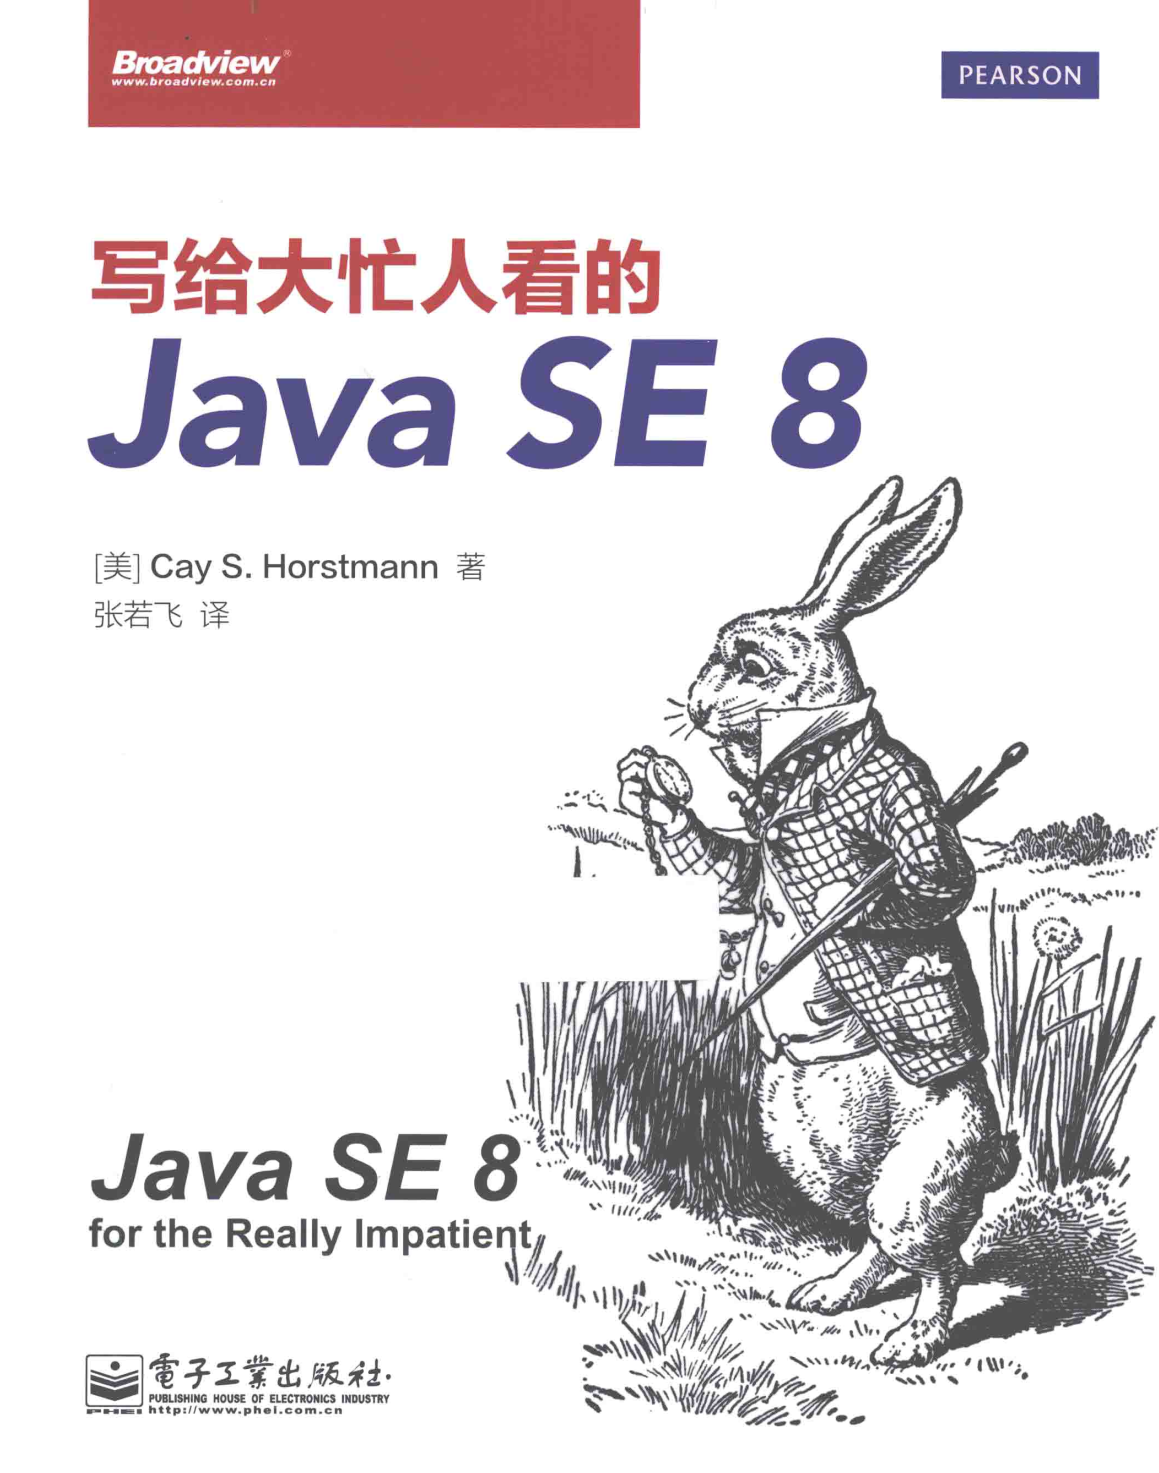 Broadview®
www.broadview.com.cn
PEARSON
写给大忙人看的
Java SE 8
[美] Cay S. Horstmann 著
张若飞 译
Java SE 8
for the Really Impatient
電子工業出版社.
PUBLISHING HOUSE OF ELECTRONICS INDUSTRY
PHEI http://www.phei.com.cn